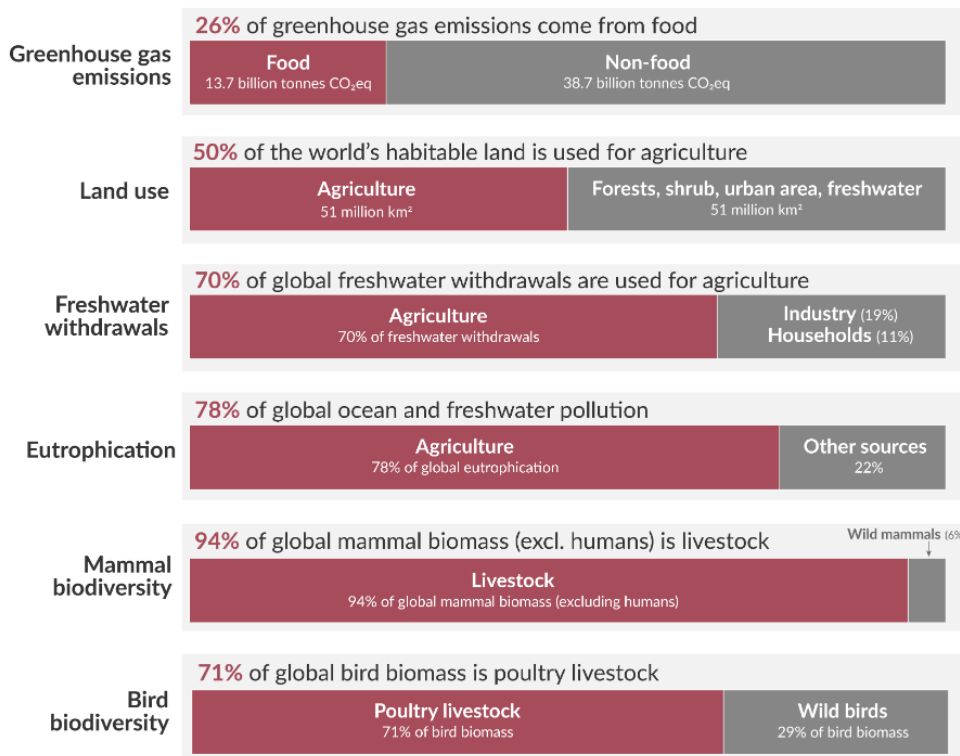 26% of greenhouse gas emissions come from food
Greenhouse gas
emissions
Food
13.7 billion tonnes CO₂eq
Non-food
38.7 billion tonnes CO₂eq
50% of the world's habitable land is used for agriculture
Land use
Agriculture
51 million km²
Forests, shrub, urban area, freshwater
51 million km²
70% of global freshwater withdrawals are used for agriculture
Freshwater
withdrawals
Agriculture
70% of freshwater withdrawals
Industry (19%)
Households (11%)
78% of global ocean and freshwater pollution
Eutrophication
Agriculture
78% of global eutrophication
Other sources
22%
94% of global mammal biomass (excl. humans) is livestock
Wild mammals (6%
Mammal
biodiversity
Livestock
94% of global mammal biomass (excluding humans)
71% of global bird biomass is poultry livestock
Bird
biodiversity
Poultry livestock
71% of bird biomass
Wild birds
29% of bird biomass